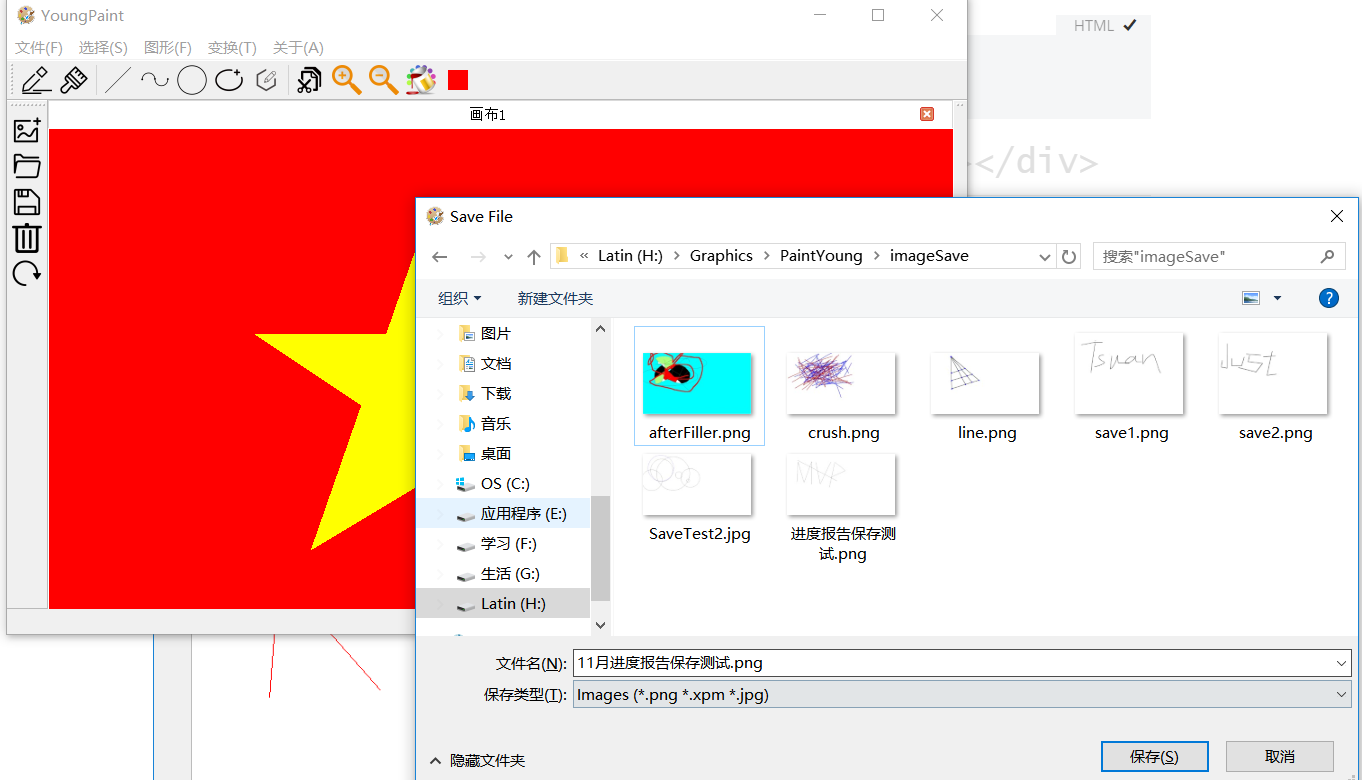 YoungPaint
HTML
文件(F) 选择(S) 图形(F) 变换(T) 关于(A)
画布1
></div>
Save File
« Latin (H:) > Graphics > PaintYoung > imageSave
搜索"imageSave"
组织 新建文件夹
图片
文档
下载
音乐
桌面
OS (C:)
应用程序 (E:)
学习 (F:)
生活 (G:)
Latin (H:)
Tsuan
Just
afterFiller.png crush.png line.png save1.png save2.png
MVP
SaveTest2.jpg 进度报告保存测
试.png
文件名(N): 11月进度报告保存测试.png
保存类型(T): Images (*.png *.xpm *.jpg)
隐藏文件夹 保存(S) 取消